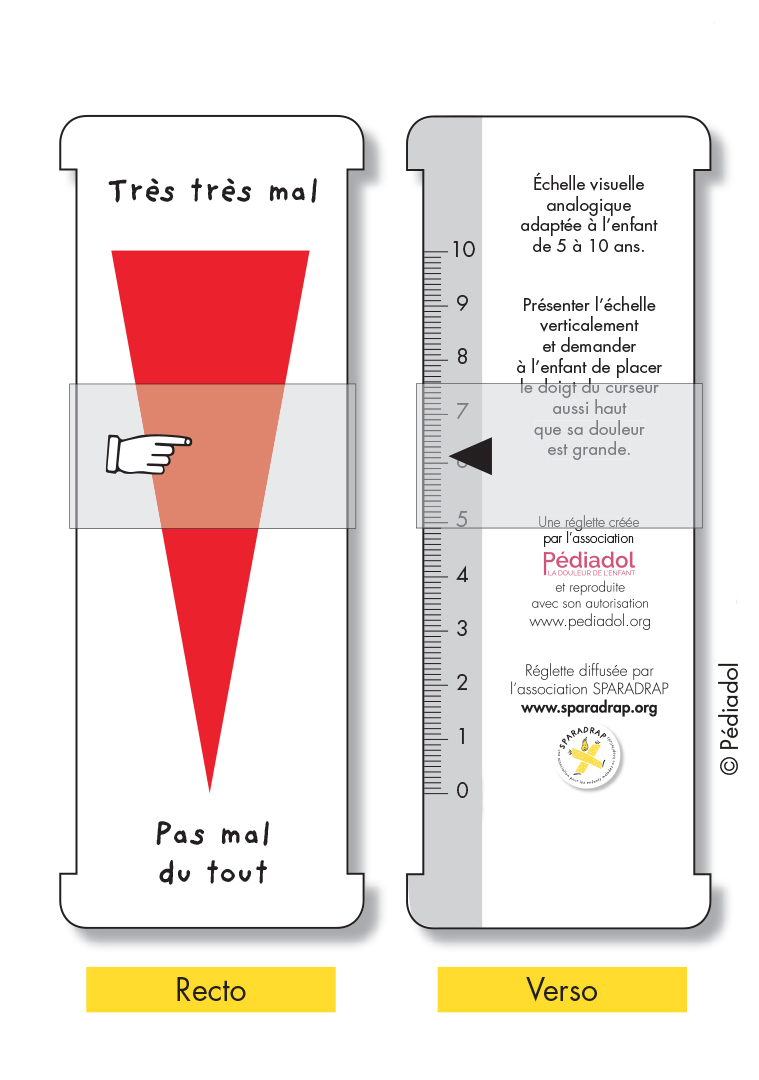 Très très mal
Pas mal
du tout
Recto
Échelle visuelle
analogique
adaptée à l'enfant
de 5 à 10 ans.
Présenter l'échelle
verticalement
et demander
à l'enfant de placer
le doigt du curseur
aussi haut
que sa douleur
est grande.
10
9
8
7
6
5
4
3
2
1
0
Une réglette créée
par l'association
Pédiadol
LA DOULEUR DE L'ENFANT
et reproduite
avec son autorisation
www.pediadol.org
Réglette diffusée par
l'association SPARADRAP
www.sparadrap.org
SPARADRAP
Verso
© Pédiadol